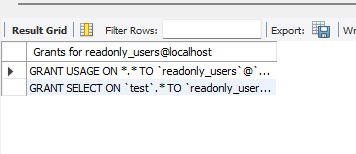 Result Grid Filter Rows: Export: Wr
Grants for readonly_users@localhost
GRANT USAGE ON *.* TO `readonly_users`@`...
GRANT SELECT ON `test`.* TO `readonly_user...